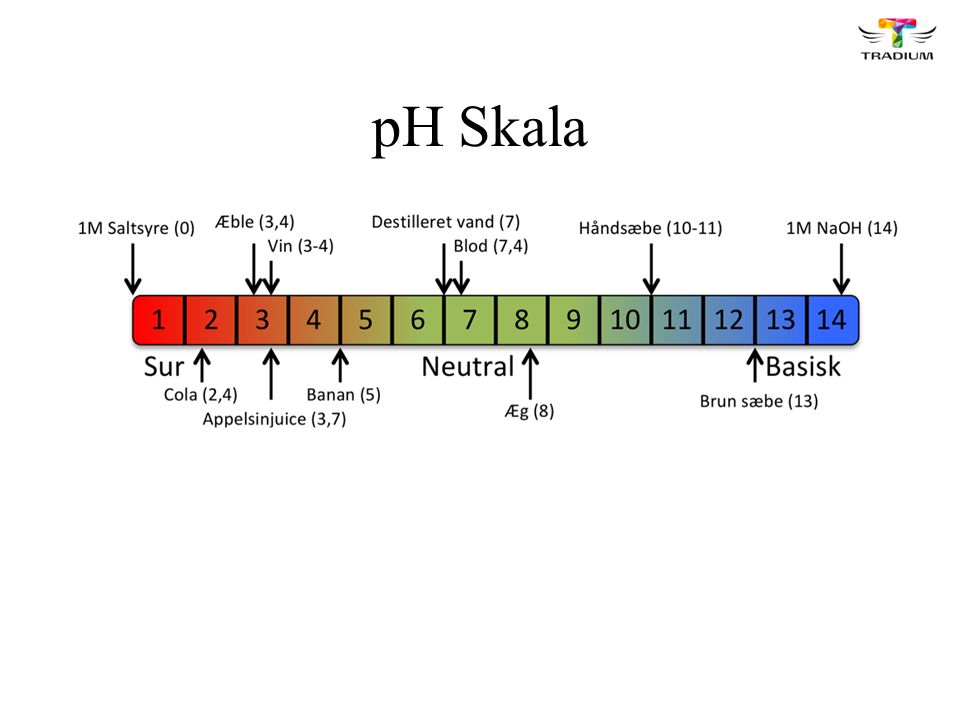 TRADIUM
pH Skala
1M Saltsyre (0)
Æble (3,4)
Vin (3-4)
Destilleret vand (7)
Blod (7,4)
Håndsæbe (10-11)
1M NaOH (14)
1 2 3 4 5 6 7 8 9 10 11 12 13 14
Sur
Neutral
Basisk
Cola (2,4)
Appelsinjuice (3,7)
Banan (5)
Æg (8)
Brun sæbe (13)